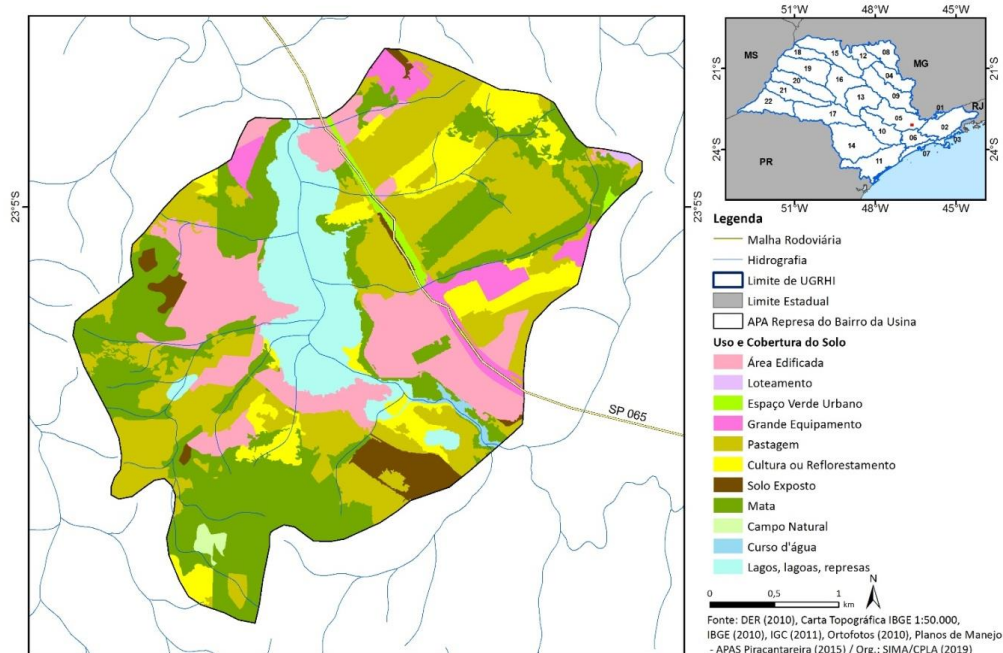 51°W 48°W 45°W
MS
MG
RJ
PR
21°S
24°S
21°S
24°S
18
15
12
08
19
20
16
04
21
13
09
22
17
05
01
02
10
06
03
14
07
11
51°W 48°W 45°W
23°5'S
23°5'S
SP 065
Legenda
Malha Rodoviária
Hidrografia
Limite de UGRHI
Limite Estadual
APA Represa do Bairro da Usina
Uso e Cobertura do Solo
Área Edificada
Loteamento
Espaço Verde Urbano
Grande Equipamento
Pastagem
Cultura ou Reflorestamento
Solo Exposto
Mata
Campo Natural
Curso d'água
Lagos, lagoas, represas
N
0 0,5 1
km
Fonte: DER (2010), Carta Topográfica IBGE 1:50.000,
IBGE (2010), IGC (2011), Ortofotos (2010), Planos de Manejo
- APAS Piracantareira (2015) / Org.: SIMA/CPLA (2019)